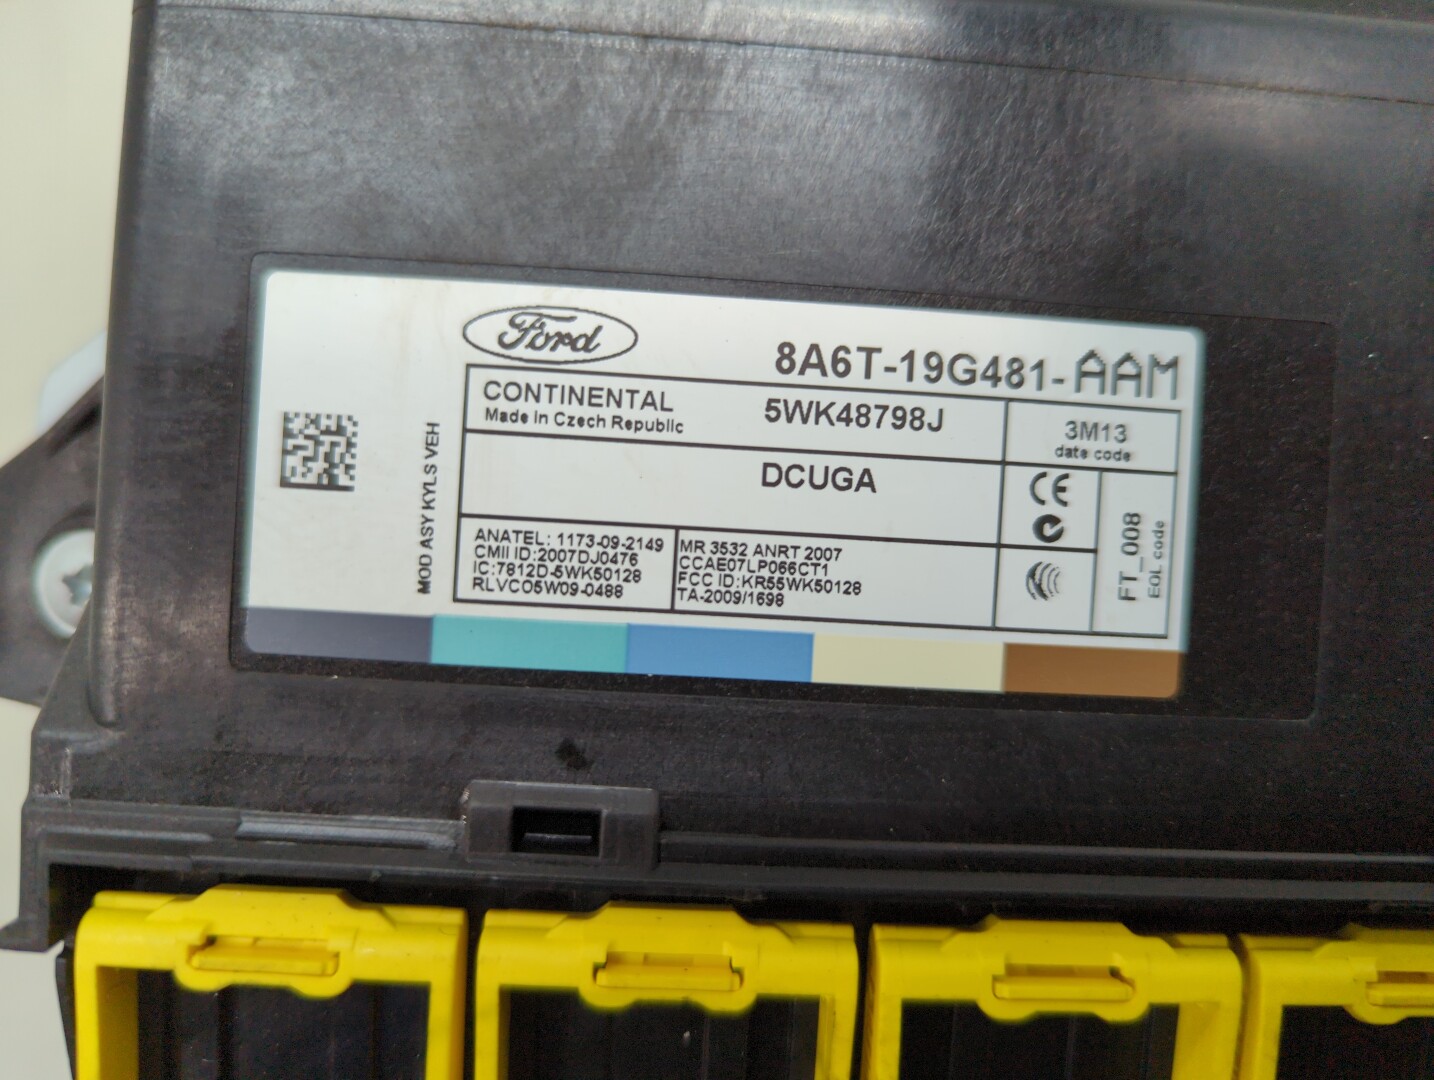 Ford
8A6T-19G481-AAM
CONTINENTAL
Made in Czech Republic
5WK48798J
3M13
date code
DCUGA
MOD ASY KYLS VEH
ANATEL: 1173-09-2149
CMII ID:2007DJ0476
IC:7812D-5WK50128
RLVCO5W09-0488
MR 3532 ANRT 2007
CCAE07LP066CT1
FCC ID:KR55WK50128
TA-2009/1698
CE
FT_008
EOL code